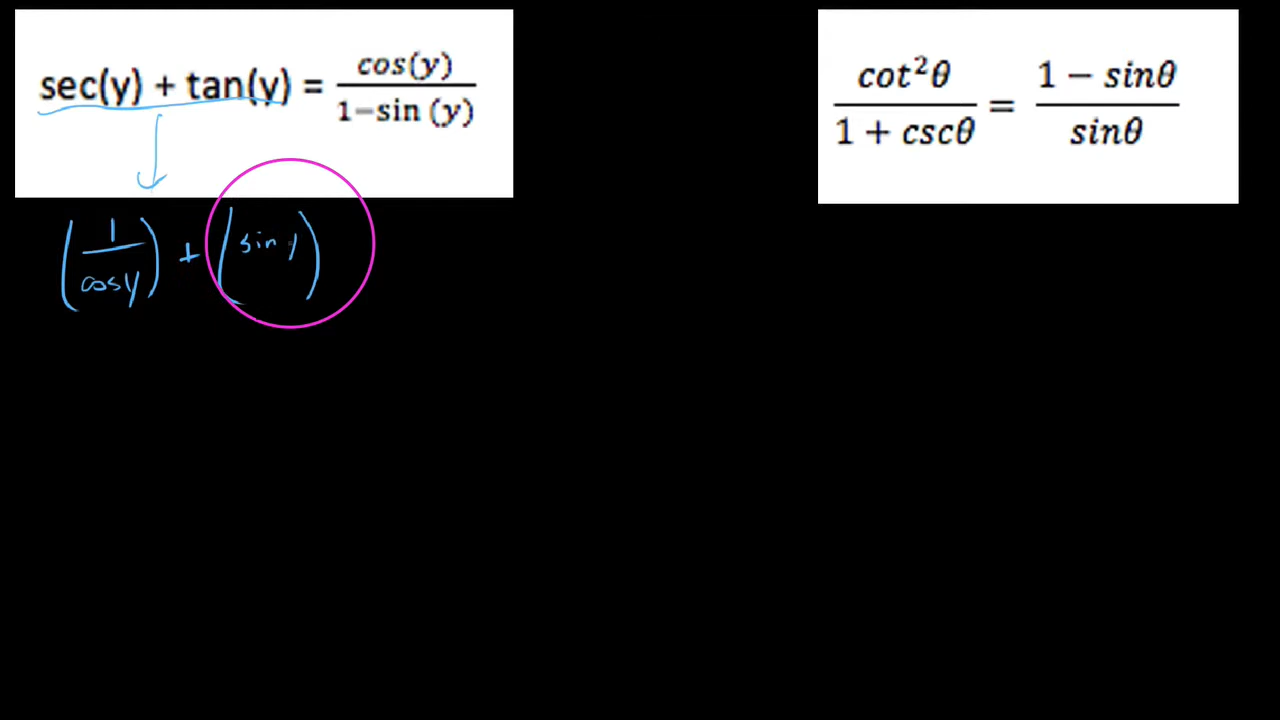 sec(y) + tan(y) = cos(y) / 1−sin (y)
cot²θ / 1 + cscθ = 1 − sinθ / sinθ
(1 / cosy) + (sin y)